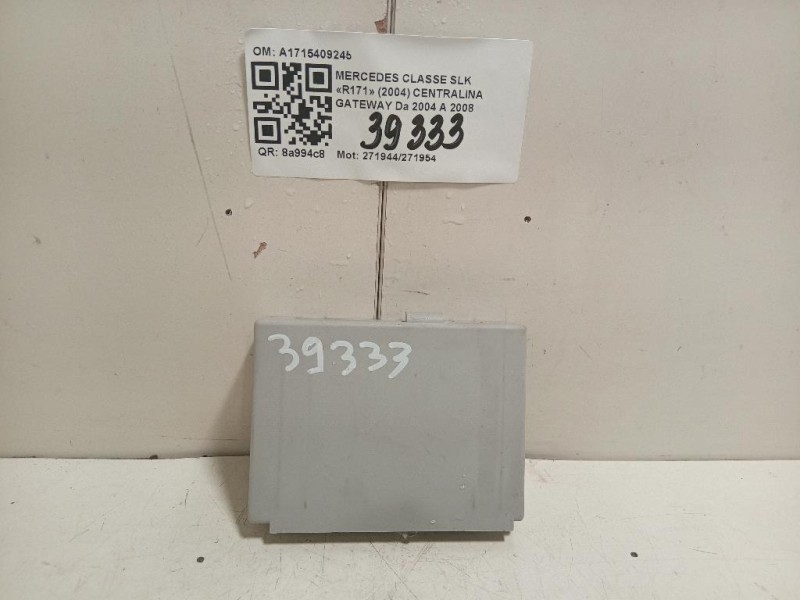 OM: A1715409245
MERCEDES CLASSE SLK
«R171» (2004) CENTRALINA
GATEWAY Da 2004 A 2008
39333
QR: 8a994c8
Mot: 271944/271954
39333